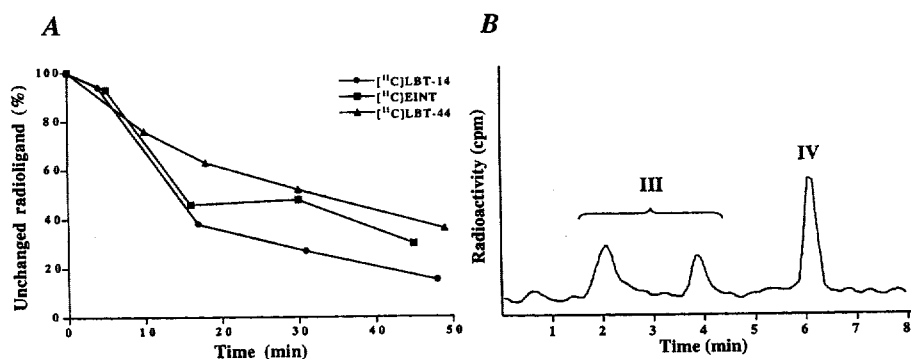 A
Unchanged radioligand (%)
100
80
60
40
20
0
0 10 20 30 40 50
Time (min)
[¹¹C]LBT-14
[¹¹C]EINT
[¹¹C]LBT-44
B
Radioactivity (cpm)
III
IV
1 2 3 4 5 6 7 8
Time (min)